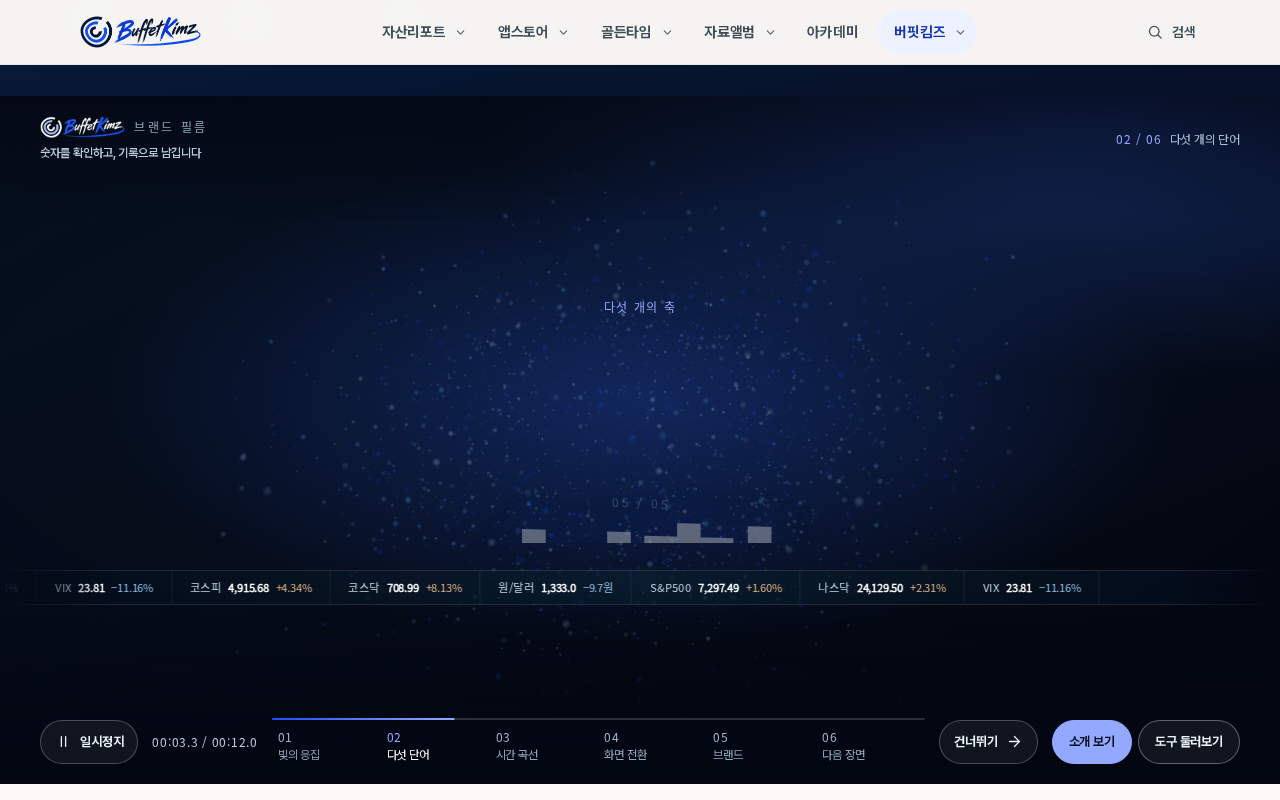 BuffetKimz
자산리포트
앱스토어
골든타임
자료앨범
아카데미
버핏킴즈
검색
BuffetKimz 브랜드 필름
숫자를 확인하고, 기록으로 남깁니다
02 / 06 다섯 개의 단어
다섯 개의 축
05 / 05
VIX 23.81 −11.16% 코스피 4,915.68 +4.34% 코스닥 708.99 +8.13% 원/달러 1,333.0 −9.7원 S&P500 7,297.49 +1.60% 나스닥 24,129.50 +2.31% VIX 23.81 −11.16%
일시정지
00:03.3 / 00:12.0
01 빛의 응집
02 다섯 단어
03 시간 곡선
04 화면 전환
05 브랜드
06 다음 장면
건너뛰기
소개 보기
도구 둘러보기